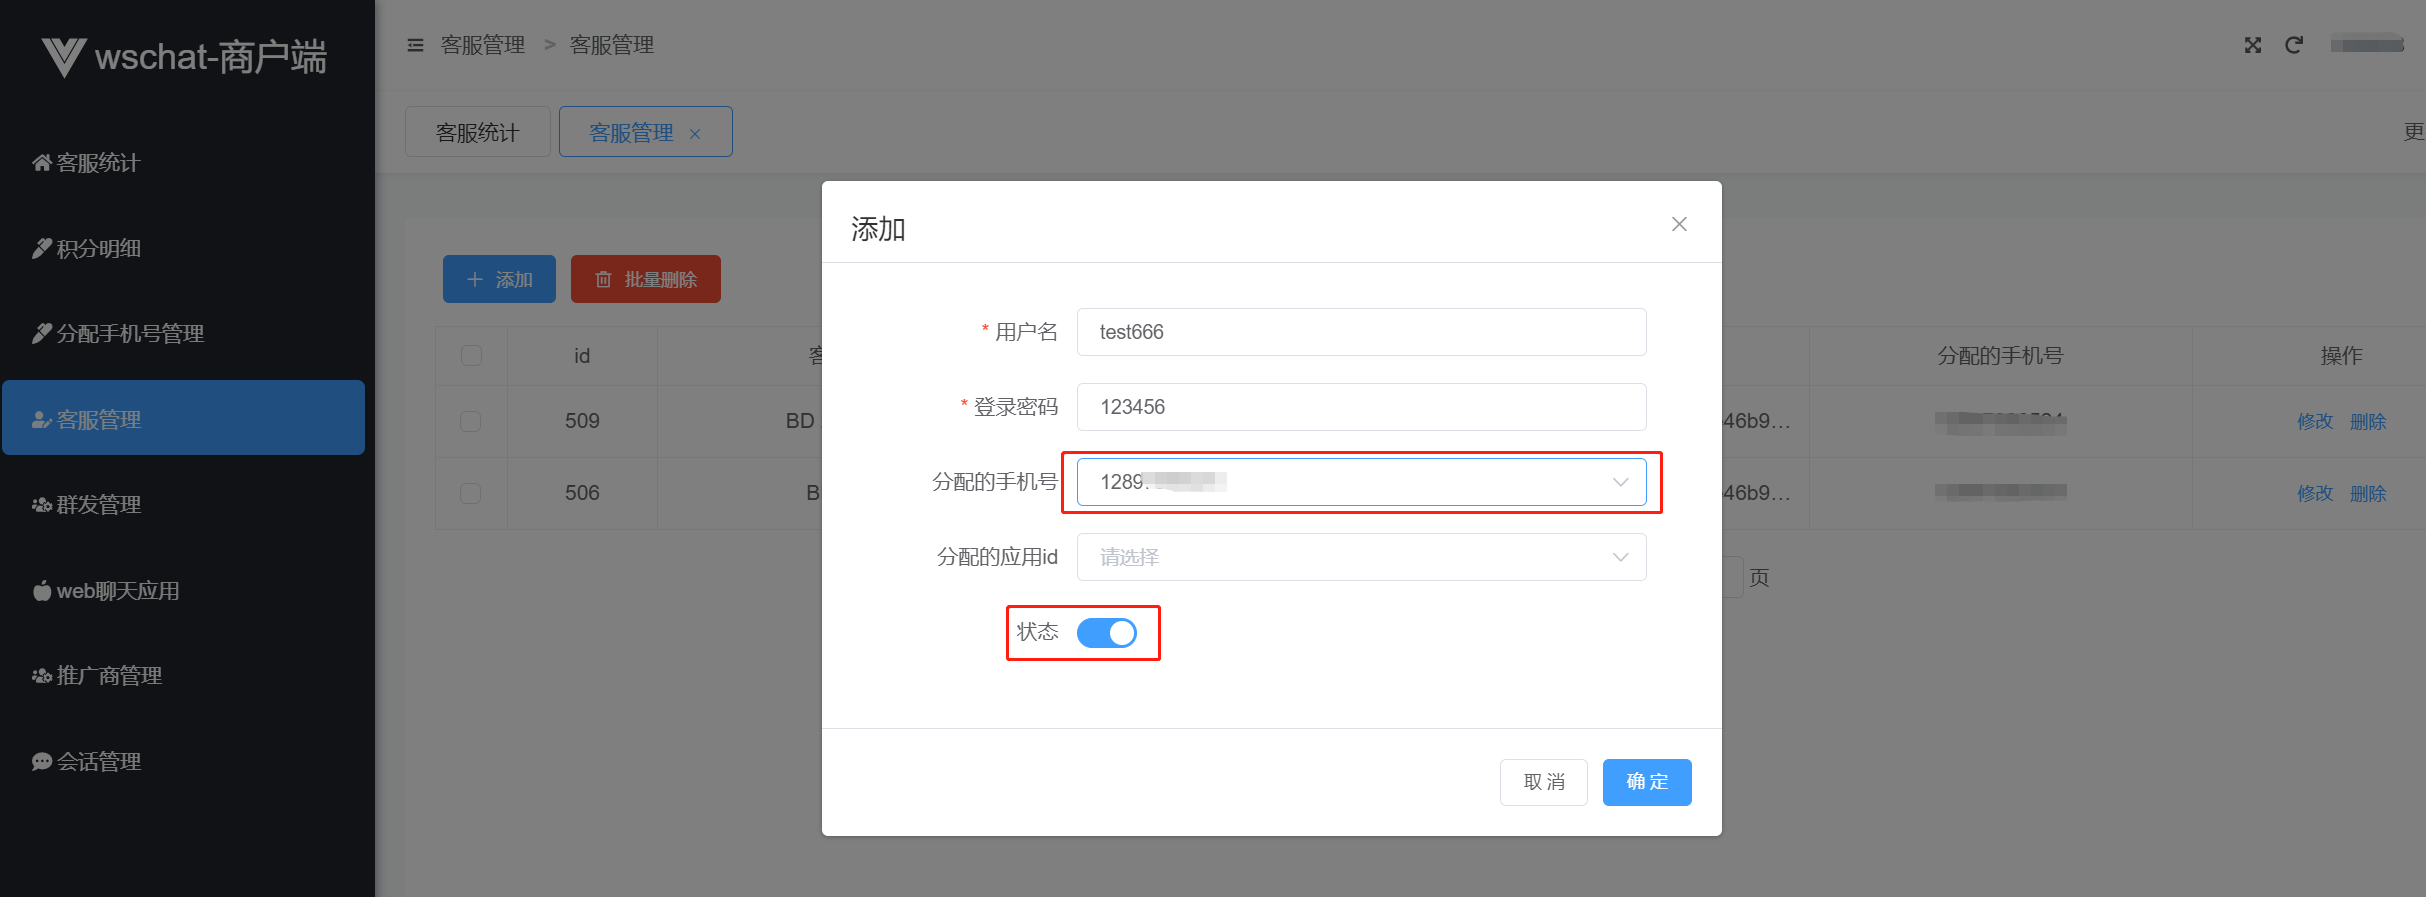 wschat-商户端
客服统计
积分明细
分配手机号管理
客服管理
群发管理
web聊天应用
推广商管理
会话管理
客服管理 > 客服管理
客服统计
客服管理 ×
更
+ 添加
批量删除
id
客
分配的手机号
操作
509
BD
46b9...
修改 删除
506
B
46b9...
修改 删除
页
添加
* 用户名 test666
* 登录密码 123456
分配的手机号 1289
分配的应用id 请选择
状态
取消
确定